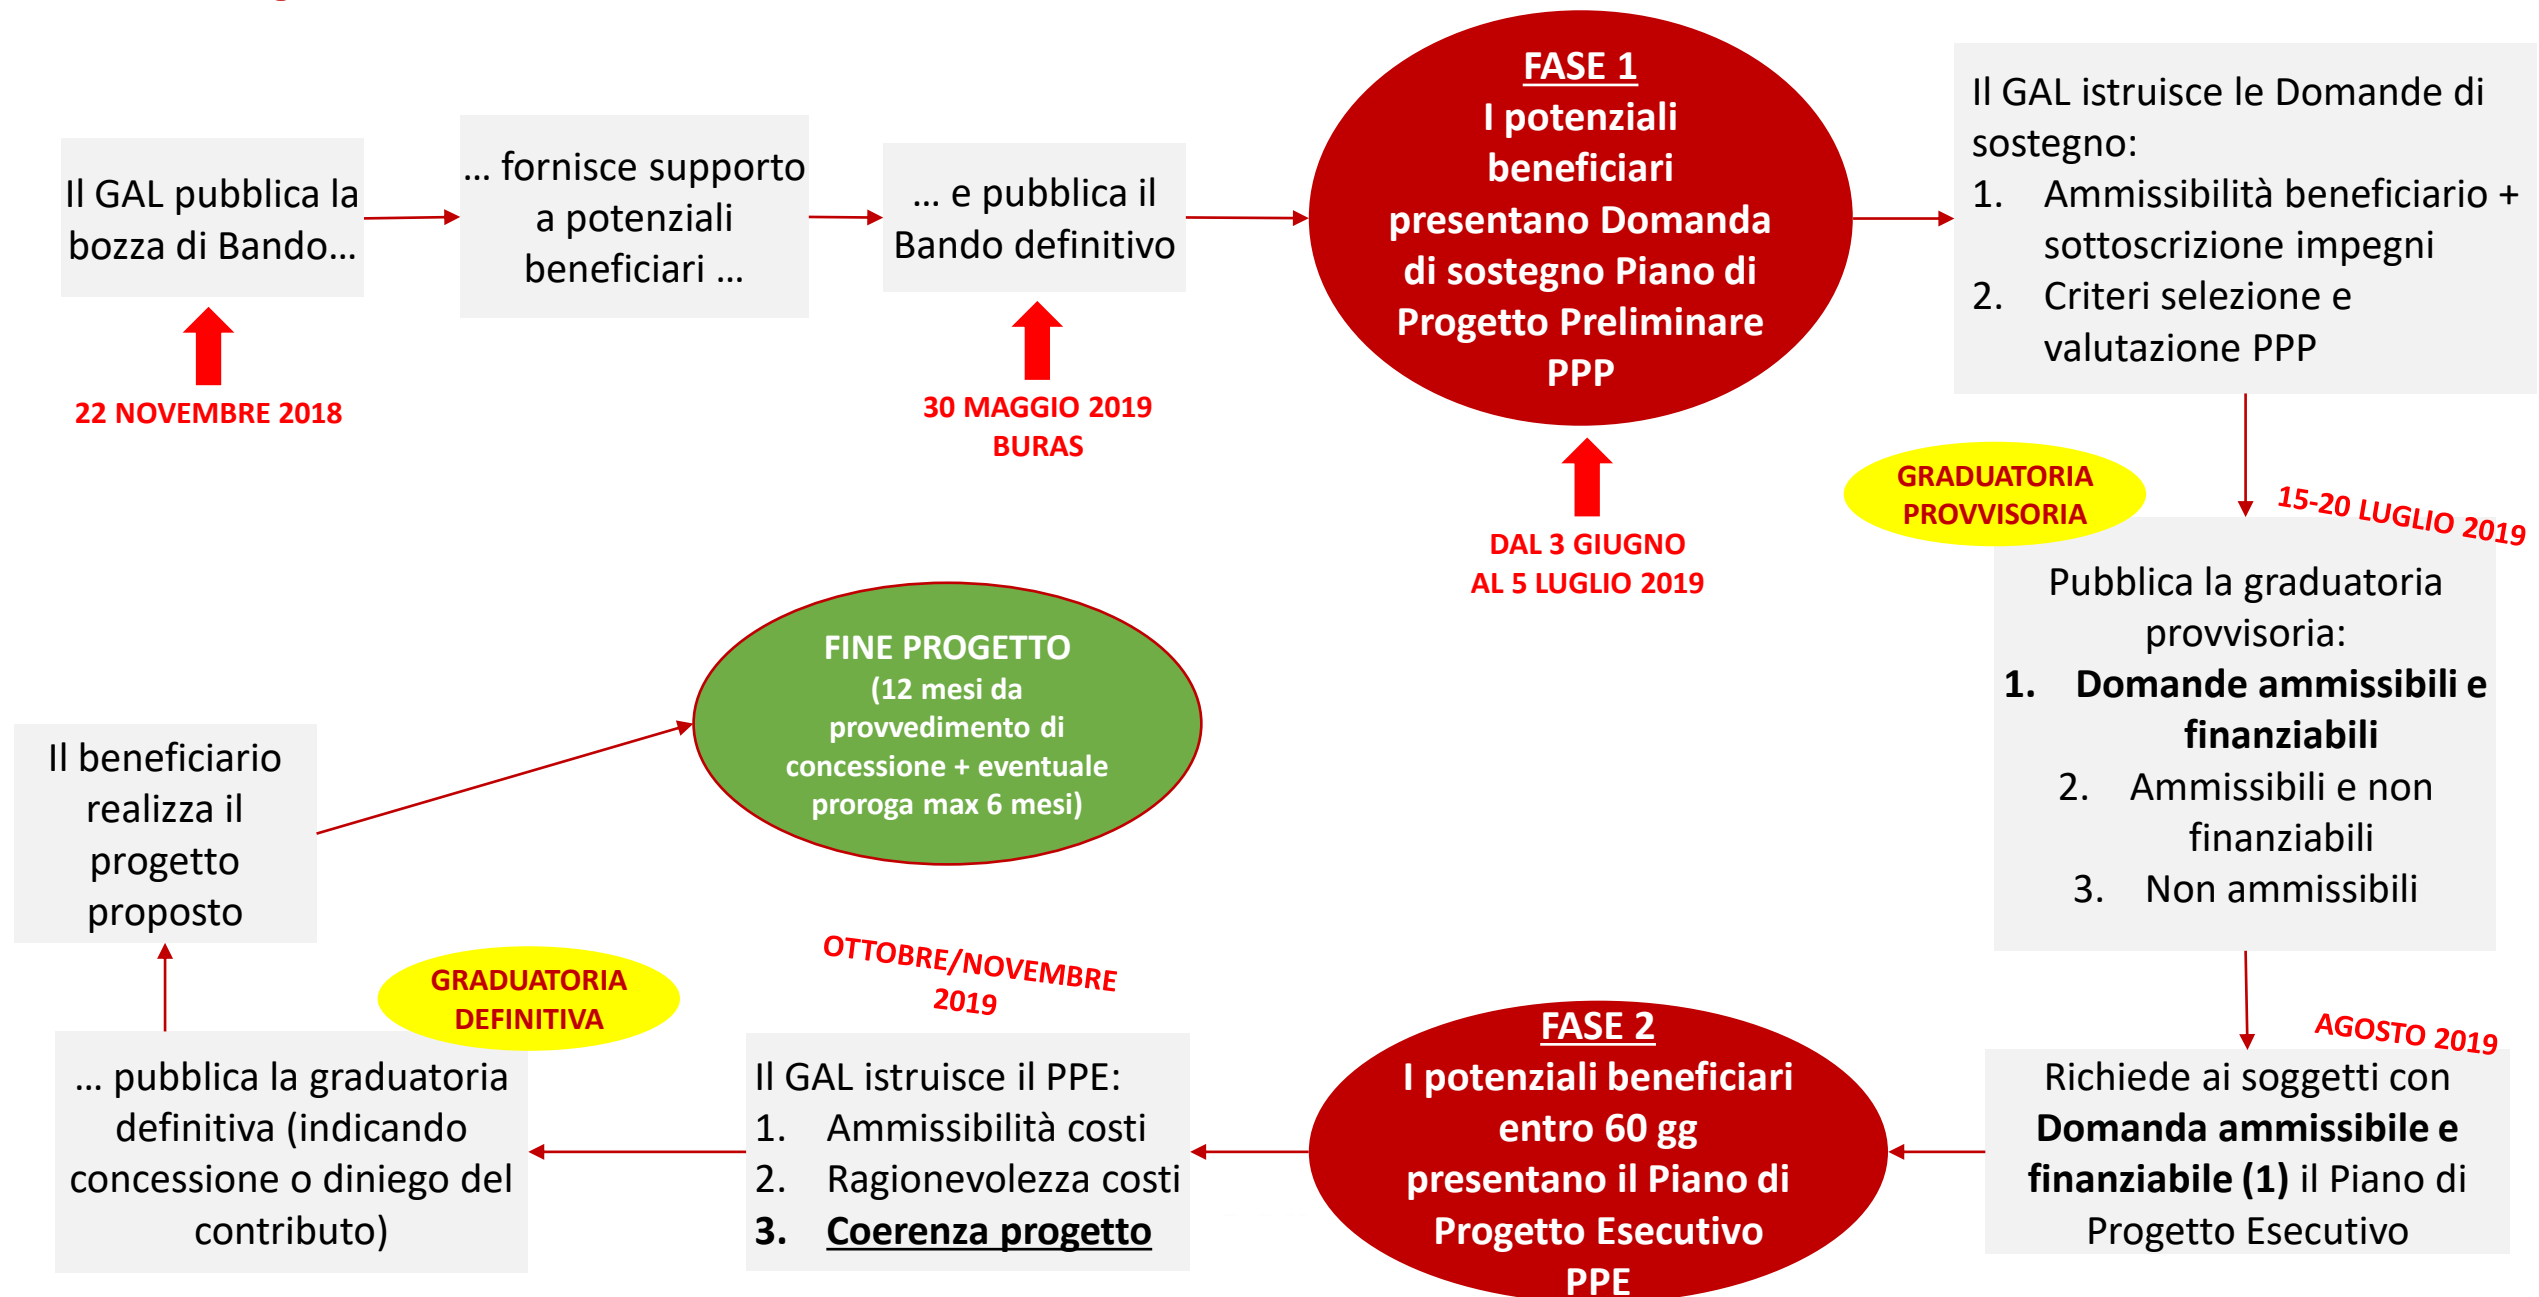 Il GAL pubblica la
bozza di Bando...
22 NOVEMBRE 2018
... fornisce supporto
a potenziali
beneficiari ...
... e pubblica il
Bando definitivo
30 MAGGIO 2019
BURAS
FASE 1
I potenziali
beneficiari
presentano Domanda
di sostegno Piano di
Progetto Preliminare
PPP
DAL 3 GIUGNO
AL 5 LUGLIO 2019
Il GAL istruisce le Domande di
sostegno:
1. Ammissibilità beneficiario +
sottoscrizione impegni
2. Criteri selezione e
valutazione PPP
GRADUATORIA
PROVVISORIA
15-20 LUGLIO 2019
Pubblica la graduatoria
provvisoria:
1. Domande ammissibili e
finanziabili
2. Ammissibili e non
finanziabili
3. Non ammissibili
AGOSTO 2019
Richiede ai soggetti con
Domanda ammissibile e
finanziabile (1) il Piano di
Progetto Esecutivo
FASE 2
I potenziali beneficiari
entro 60 gg
presentano il Piano di
Progetto Esecutivo
PPE
OTTOBRE/NOVEMBRE
2019
Il GAL istruisce il PPE:
1. Ammissibilità costi
2. Ragionevolezza costi
3. Coerenza progetto
GRADUATORIA
DEFINITIVA
... pubblica la graduatoria
definitiva (indicando
concessione o diniego del
contributo)
Il beneficiario
realizza il
progetto
proposto
FINE PROGETTO
(12 mesi da
provvedimento di
concessione + eventuale
proroga max 6 mesi)